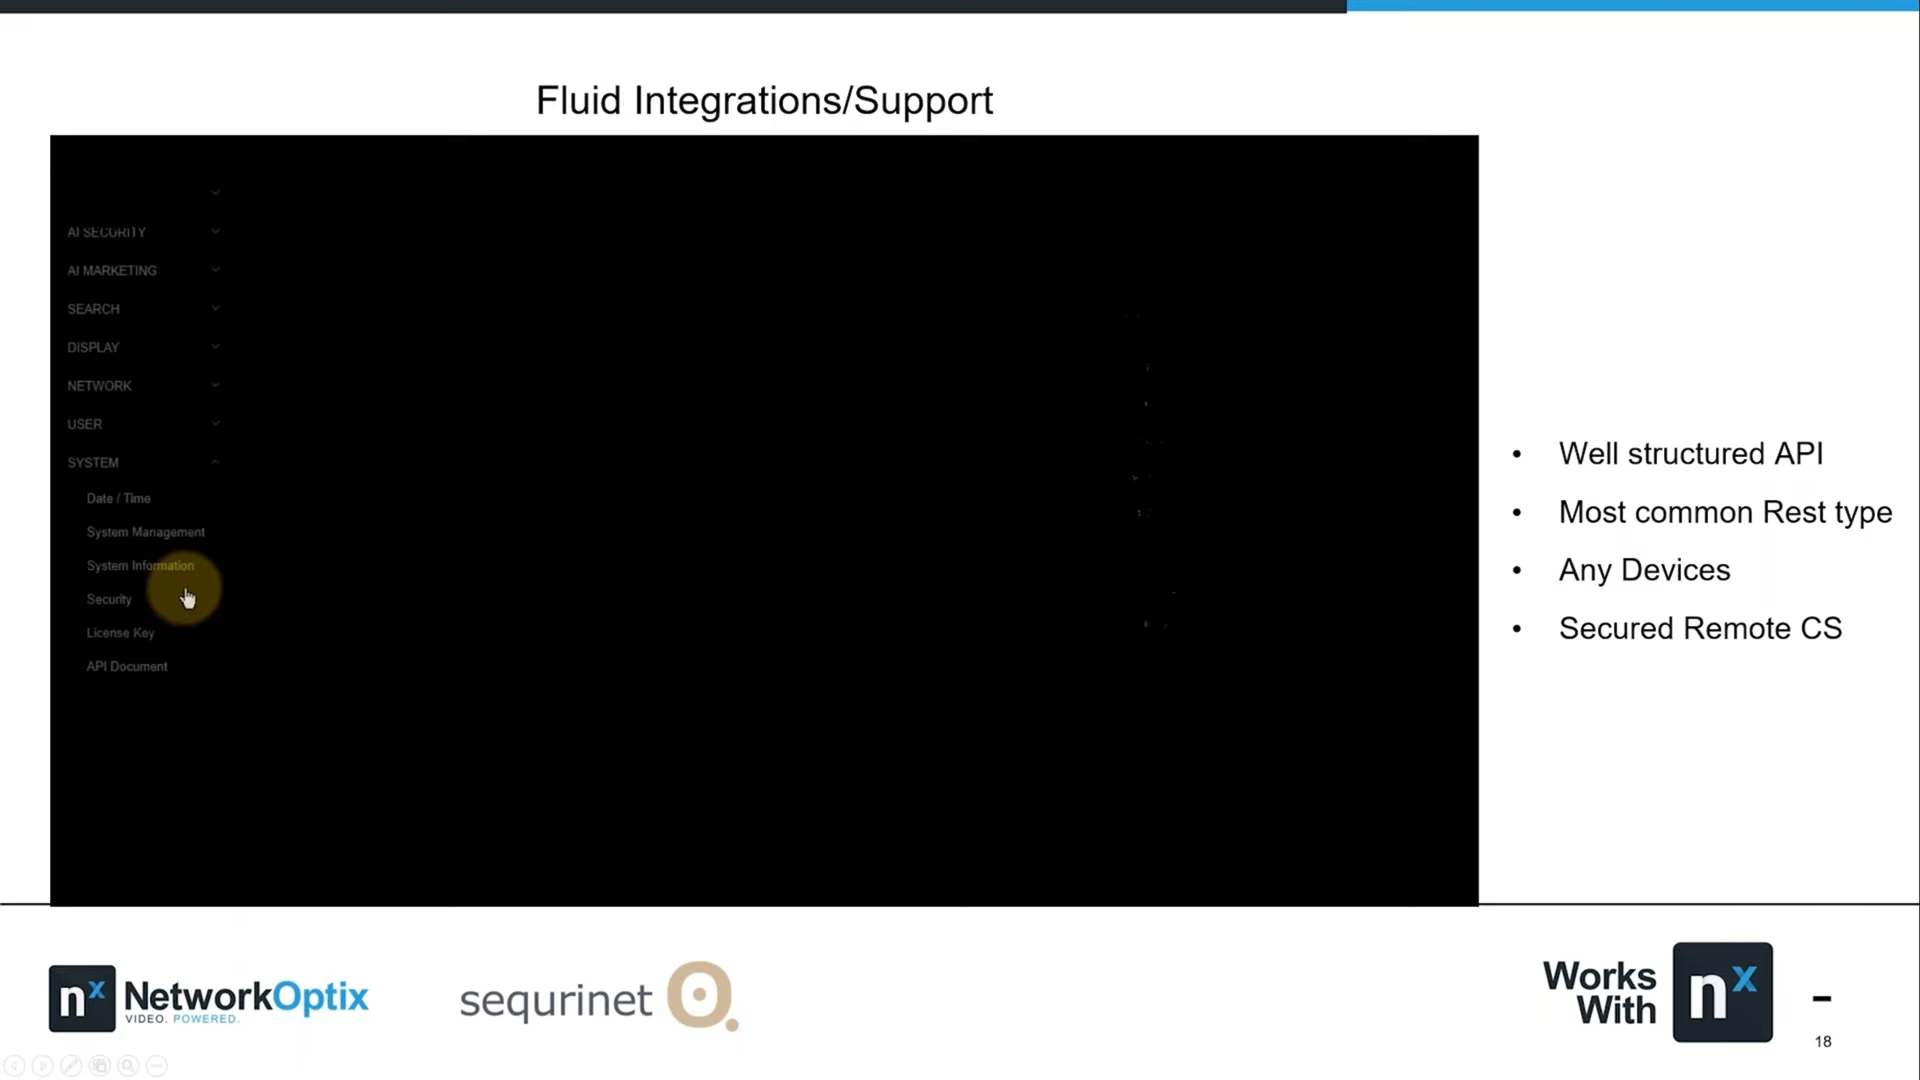 Fluid Integrations/Support
AI SECURITY
AI MARKETING
SEARCH
DISPLAY
NETWORK
USER
SYSTEM
Date / Time
System Management
System Information
Security
License Key
API Document
• Well structured API
• Most common Rest type
• Any Devices
• Secured Remote CS
nx NetworkOptix
VIDEO. POWERED.
sequrinet
Works
With
nx
18